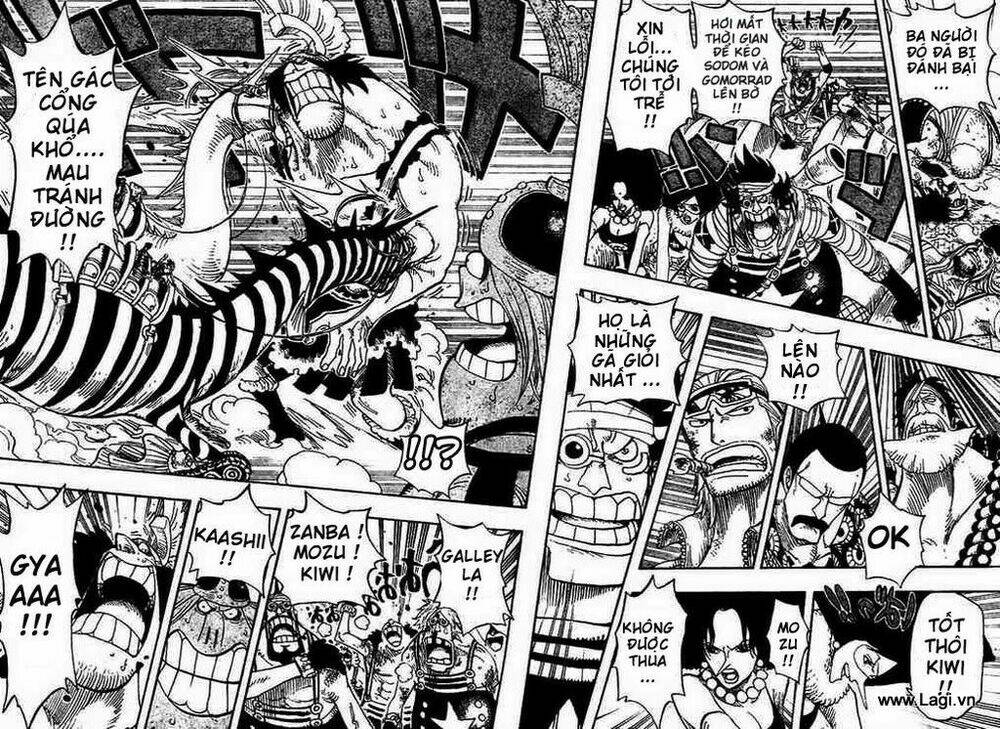 BA NGƯỜI
ĐÓ ĐÃ BỊ
ĐÁNH BẠI
...
HƠI MẤT
THỜI GIAN
ĐỂ KÉO
SODOM VÀ
GOMORRAD
LÊN BỜ
!!
XIN
LỖI...
CHÚNG
TÔI TỚI
TRỄ
!!
LÊN
NÀO
!!
OK
HỌ LÀ
NHỮNG
GÃ GIỎI
NHẤT ...
TỐT
THÔI
KIWI
!!
MO
ZU
!!
KHÔNG
ĐƯỢC
THUA
TÊN GÁC
CỔNG
QUÁ
KHỔ....
MAU
TRÁNH
ĐƯỜNG
!!
!!?
GALLEY
LA
!!
ZANBA!
MOZU
KIWI !
KAASHII
!!
GYA
AAA
!!!
www.Lagi.vn